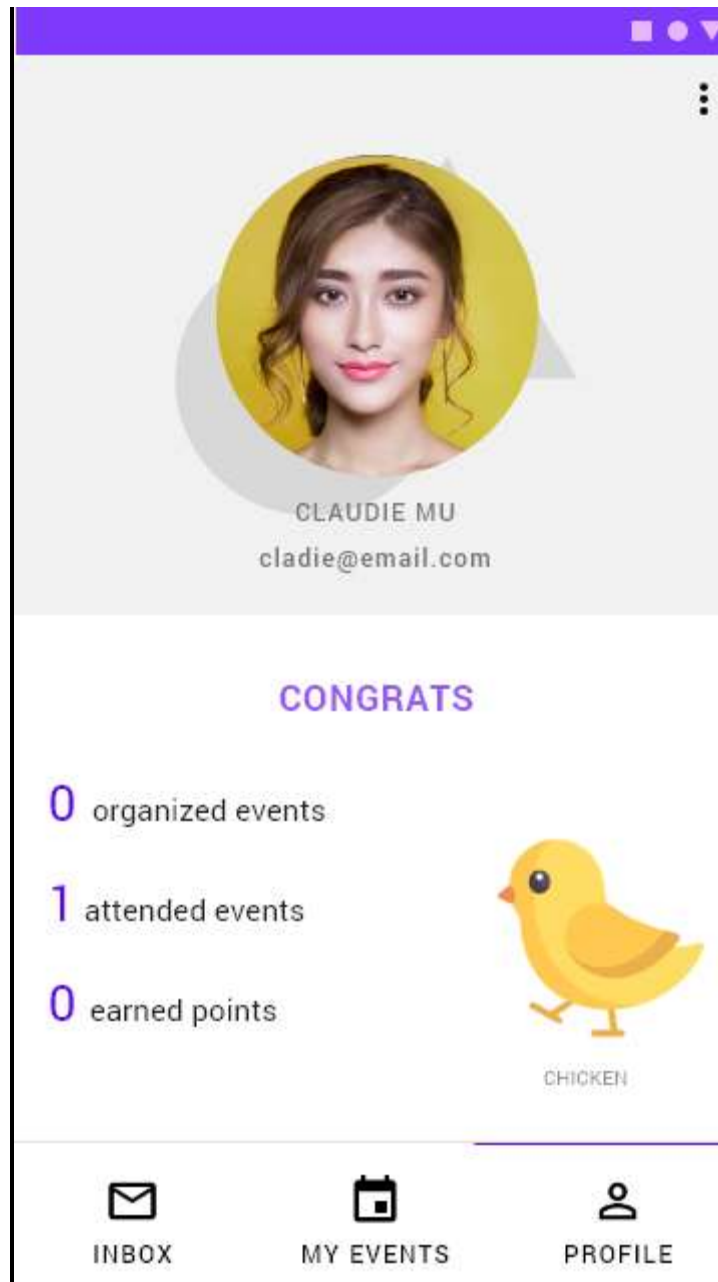 CLAUDIE MU
cladie@email.com
CONGRATS
0 organized events
1 attended events
0 earned points
CHICKEN
INBOX MY EVENTS PROFILE